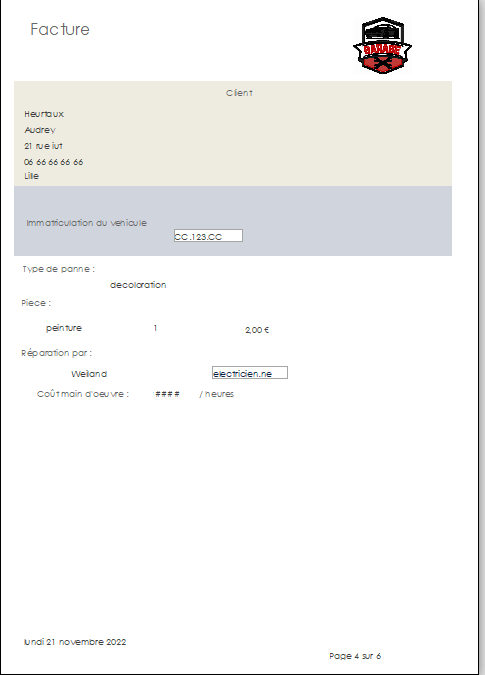 Facture
GARAGE
Client
Heurtaux
Audrey
21 rue iut
06 66 66 66 66
Lille
Immatriculation du vehicule
CC.123.CC
Type de panne :
decoloration
Piece :
peinture 1 2,00 €
Réparation par :
Weiland electricien.ne
Coût main d'oeuvre : #### / heures
lundi 21 novembre 2022
Page 4 sur 6